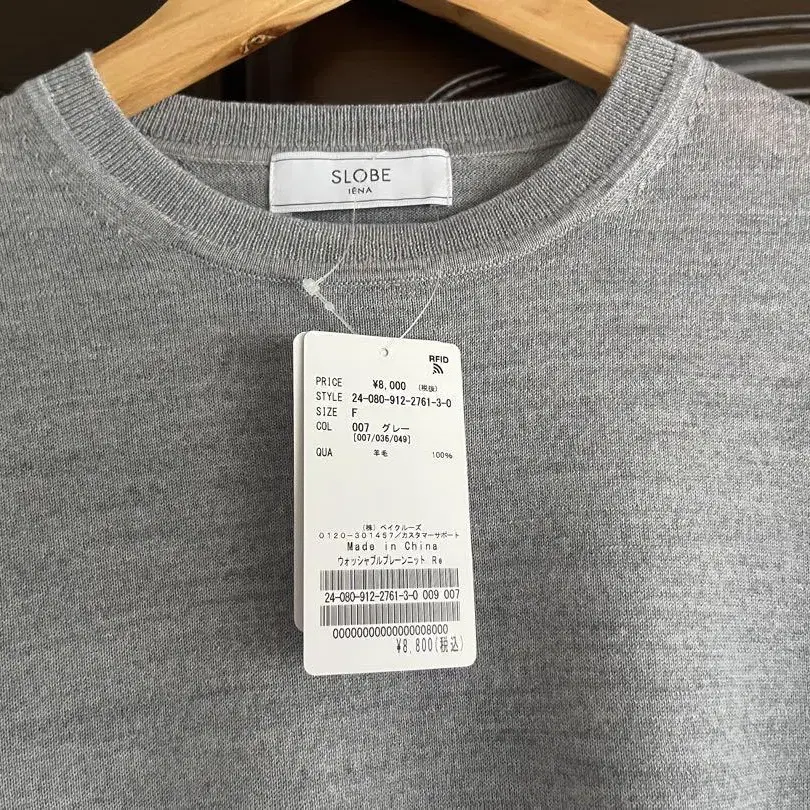 SLOBE
IÉNA
RFID
PRICE ¥8,000 (税抜)
STYLE 24-080-912-2761-3-0
SIZE F
COL 007 グレー
[007/036/049]
QUA 羊毛 100%
(株) ベイクルーズ
0120-301457/カスタマーサポート
Made in China
ウォッシャブルプレーンニット Re
24-080-912-2761-3-0 009 007
00000000000000008000
¥8,800(税込)